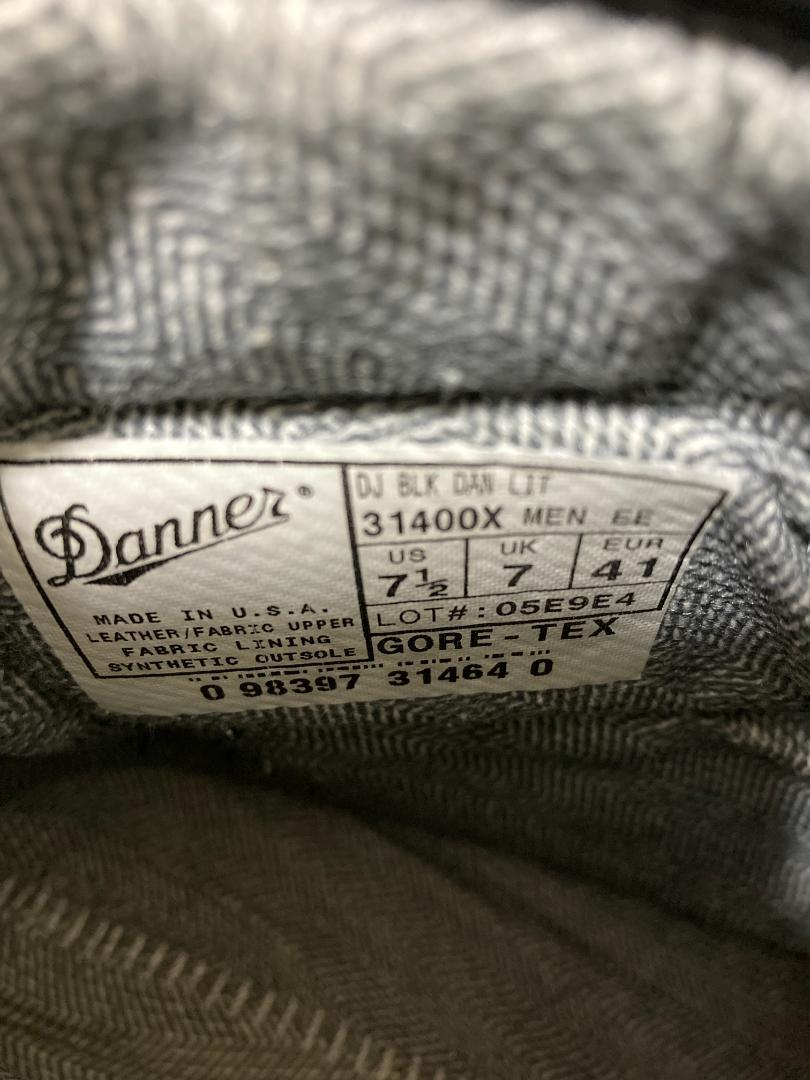 Danner®
MADE IN U.S.A.
LEATHER/FABRIC UPPER
FABRIC LINING
SYNTHETIC OUTSOLE
DJ BLK DAN LIT
31400X MEN EE
US UK EUR
7½ 7 41
LOT#:05E9E4
GORE-TEX
0 98397 31464 0